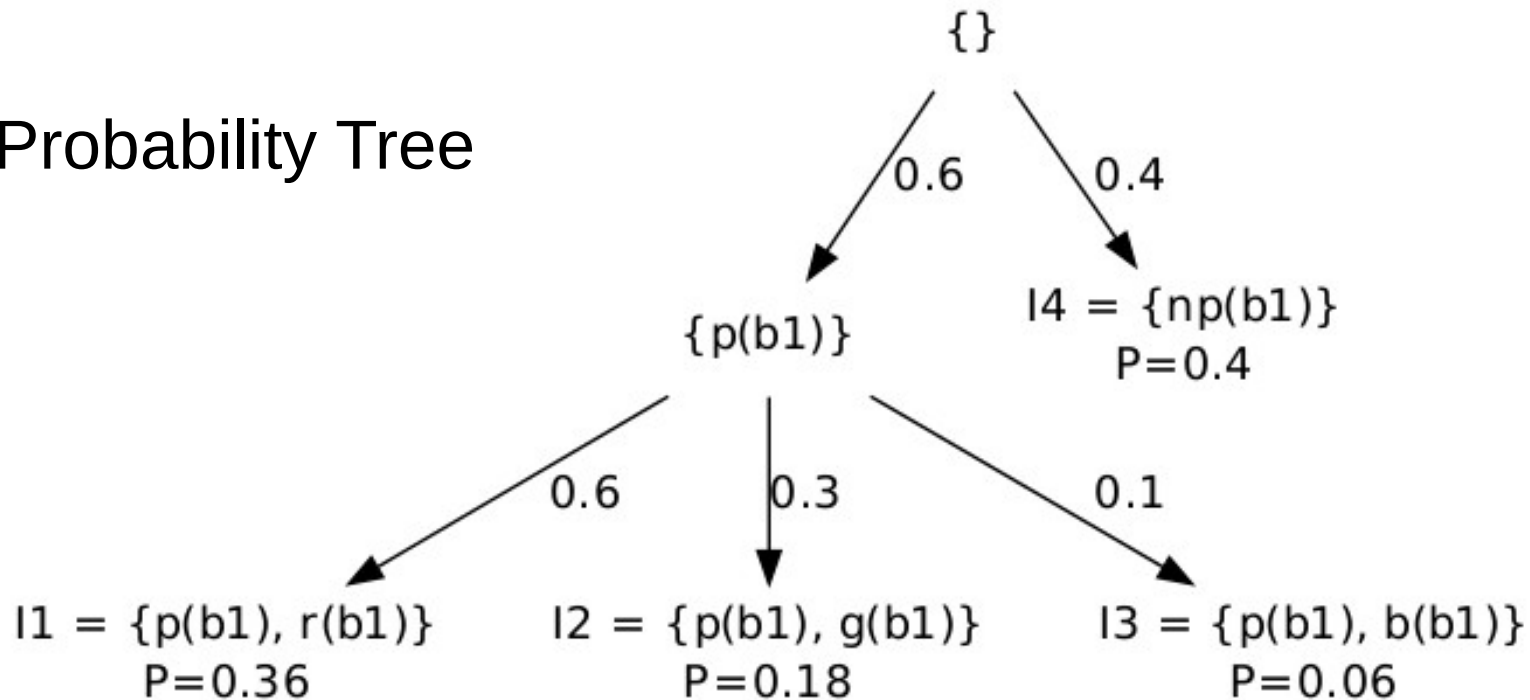 {}
Probability Tree
0.6
0.4
I4 = {np(b1)}
{p(b1)}
P=0.4
0.6
0.3
0.1
I1 = {p(b1), r(b1)}
I2 = {p(b1), g(b1)}
I3 = {p(b1), b(b1)}
P=0.36
P=0.18
P=0.06